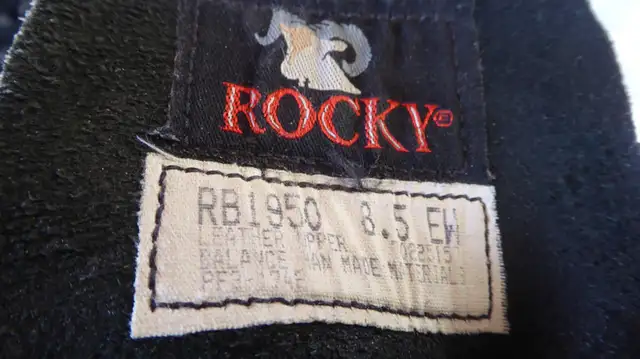 ROCKY®
RB1950 8.5 EW
LEATHER UPPER
BALANCE MAN MADE MATERIALS